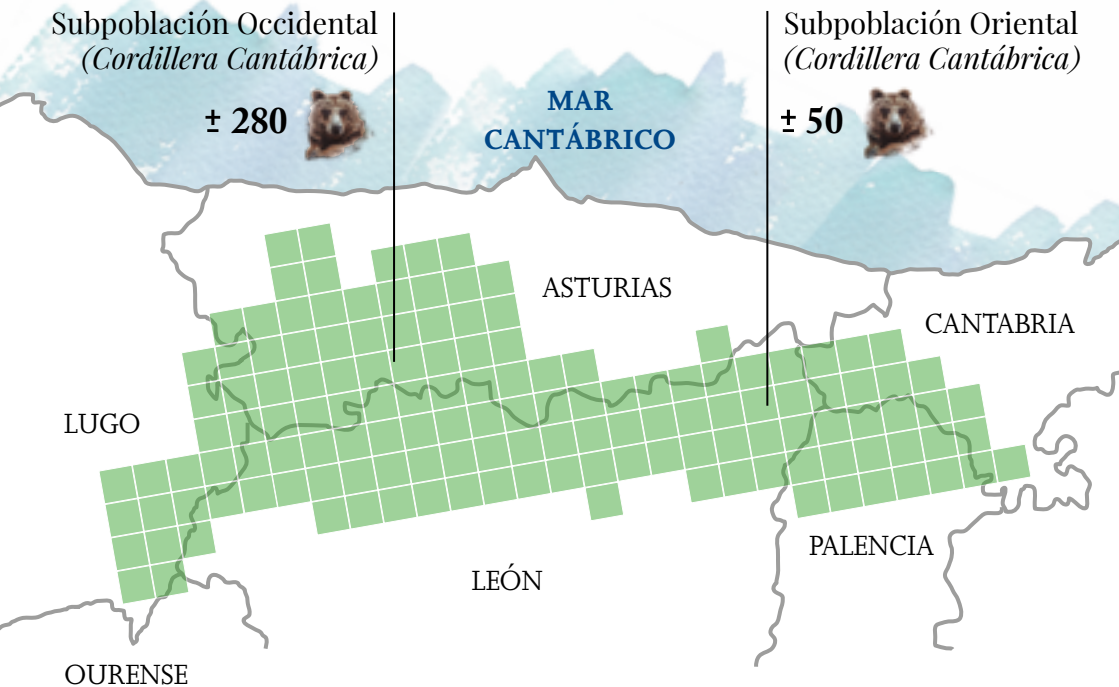 Subpoblación Occidental
(Cordillera Cantábrica)
± 280
Subpoblación Oriental
(Cordillera Cantábrica)
± 50
MAR
CANTÁBRICO
ASTURIAS
CANTABRIA
LUGO
PALENCIA
LEÓN
OURENSE